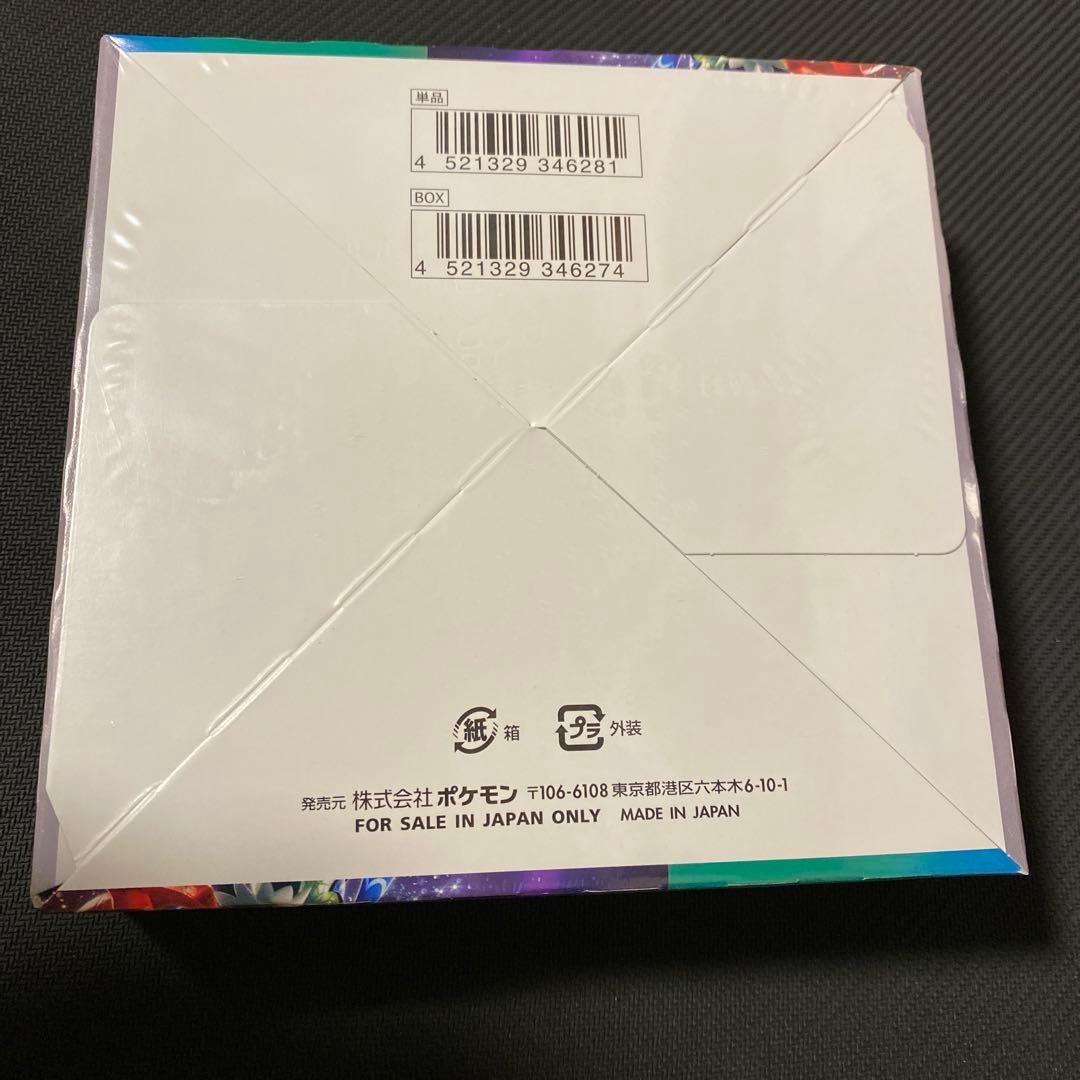 単品
4 521329 346281
BOX
4 521329 346274
紙 箱 プラ 外装
発売元 株式会社 ポケモン 〒106-6108 東京都港区六本木6-10-1
FOR SALE IN JAPAN ONLY MADE IN JAPAN